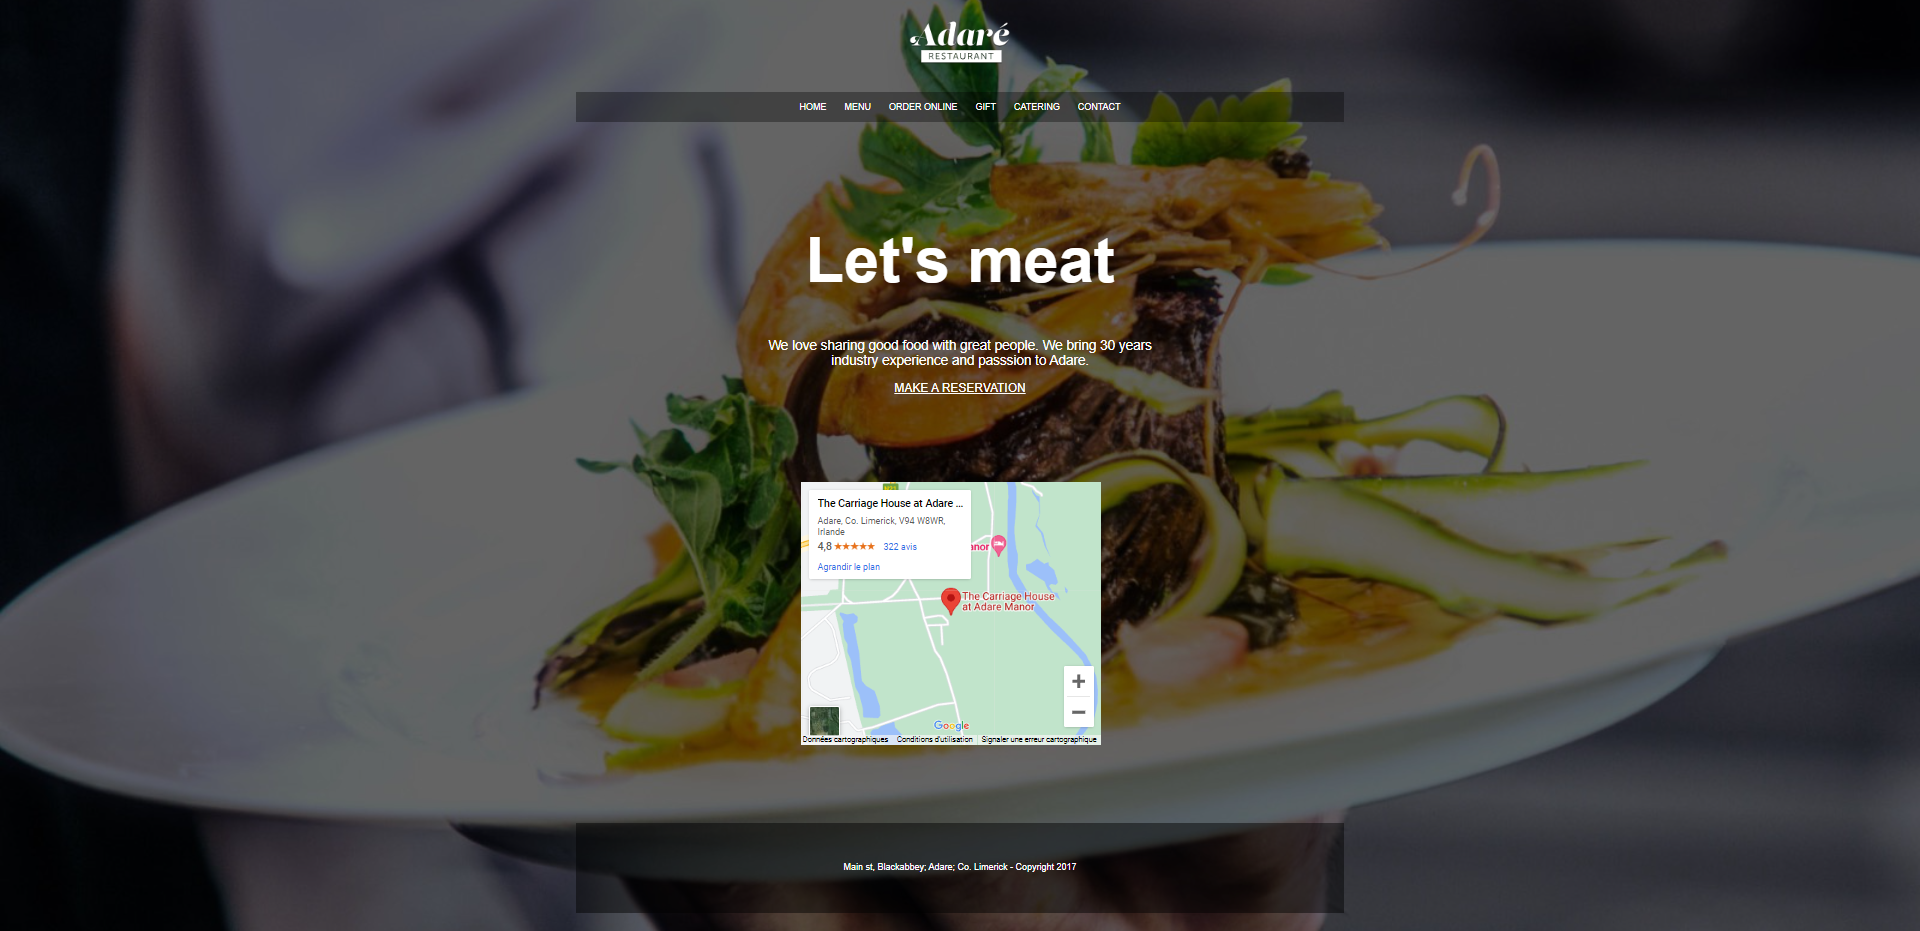 Adaré
RESTAURANT
HOME MENU ORDER ONLINE GIFT CATERING CONTACT
Let's meat
We love sharing good food with great people. We bring 30 years
industry experience and passsion to Adare.
MAKE A RESERVATION
The Carriage House at Adare ...
Adare, Co. Limerick, V94 W8WR,
Irlande
4,8 ★★★★★ 322 avis
Agrandir le plan
The Carriage House
at Adare Manor
Google
Données cartographiques Conditions d'utilisation Signaler une erreur cartographique
Main st, Blackabbey; Adare; Co. Limerick - Copyright 2017